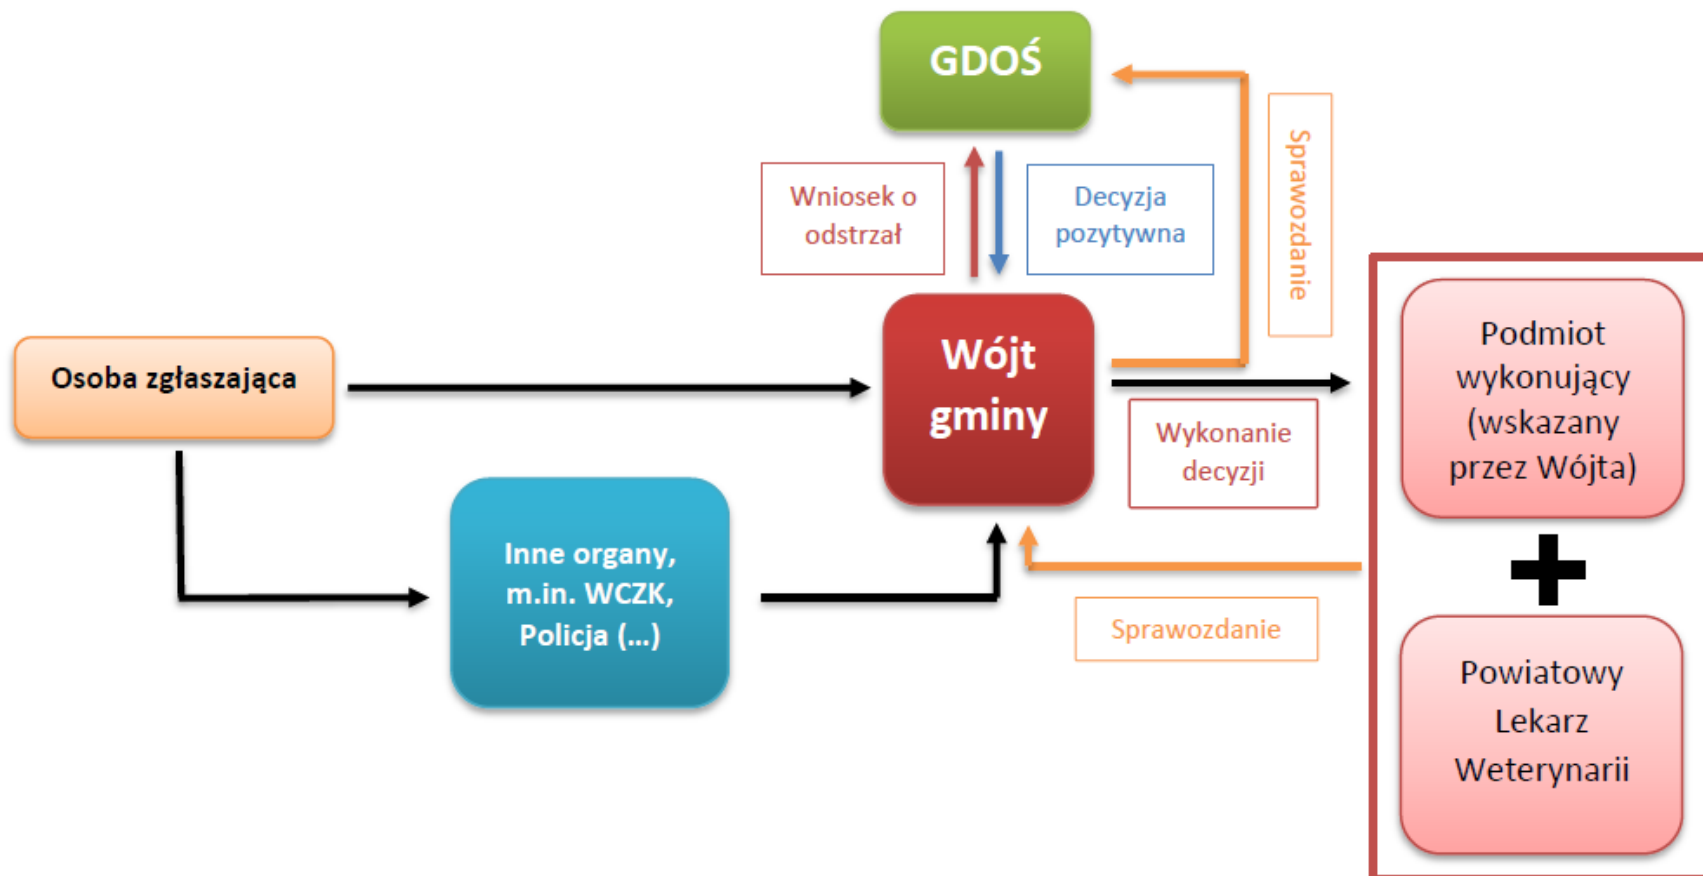 GDOŚ
Wniosek o
odstrzał
Decyzja
pozytywna
Sprawozdanie
Osoba zgłaszająca
Wójt
gminy
Wykonanie
decyzji
Podmiot
wykonujący
(wskazany
przez Wójta)
Inne organy,
m.in. WCZK,
Policja (...)
Sprawozdanie
Powiatowy
Lekarz
Weterynarii